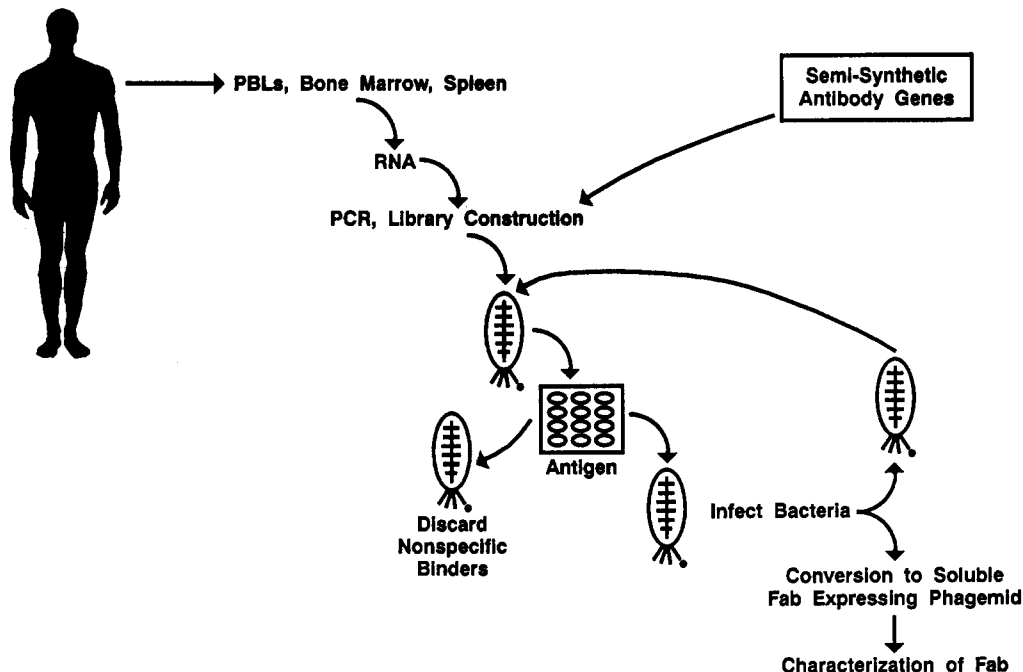 PBLs, Bone Marrow, Spleen
Semi-Synthetic
Antibody Genes
RNA
PCR, Library Construction
Antigen
Discard
Nonspecific
Binders
Infect Bacteria
Conversion to Soluble
Fab Expressing Phagemid
Characterization of Fab